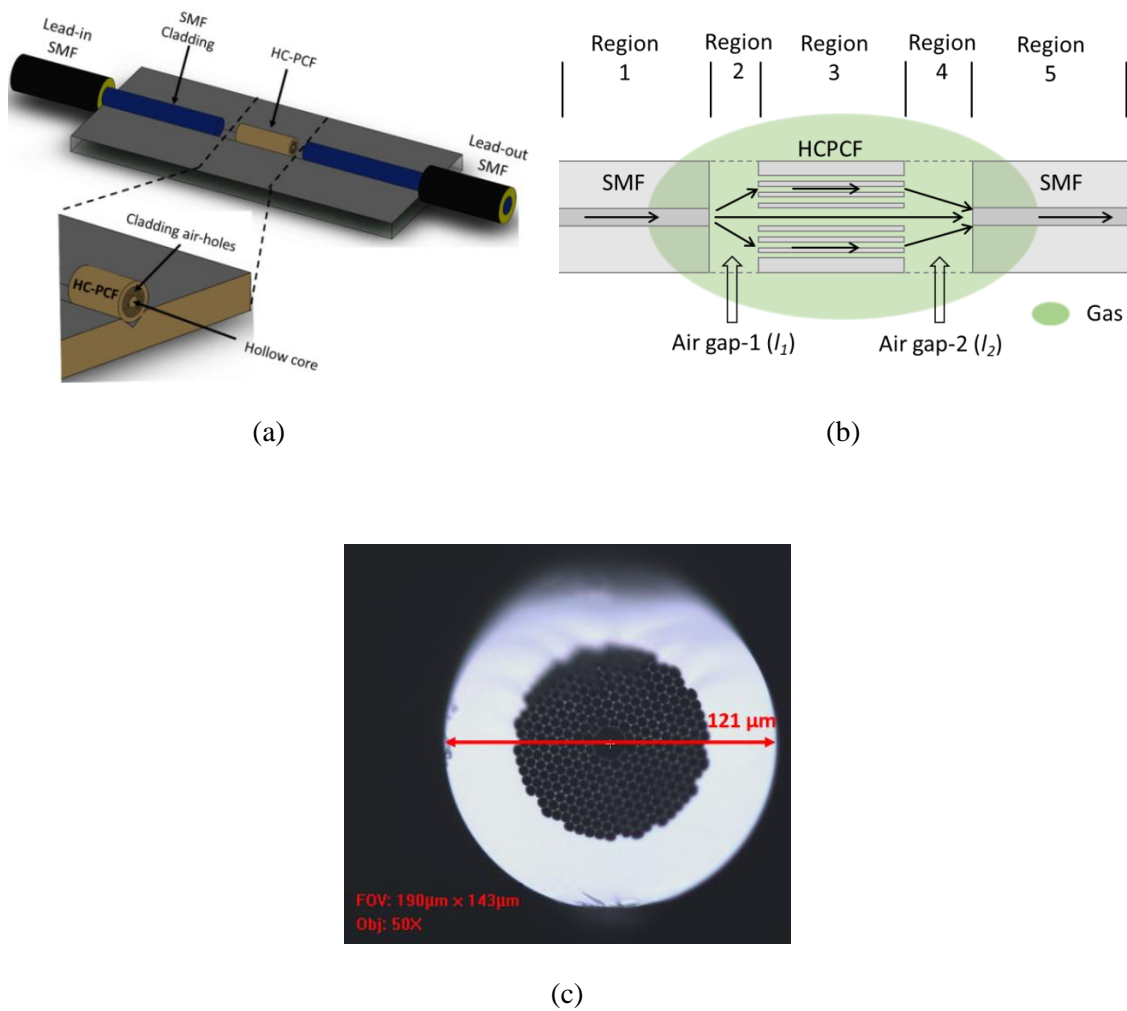 Lead-in
SMF
SMF
Cladding
HC-PCF
Lead-out
SMF
Cladding air-holes
HC-PCF
Hollow core
(a)
Region
1
Region
2
Region
3
Region
4
Region
5
HCPCF
SMF
SMF
Gas
Air gap-1 (l₁)
Air gap-2 (l₂)
(b)
121 µm
FOV: 190µm x 143µm
Obj: 50X
(c)